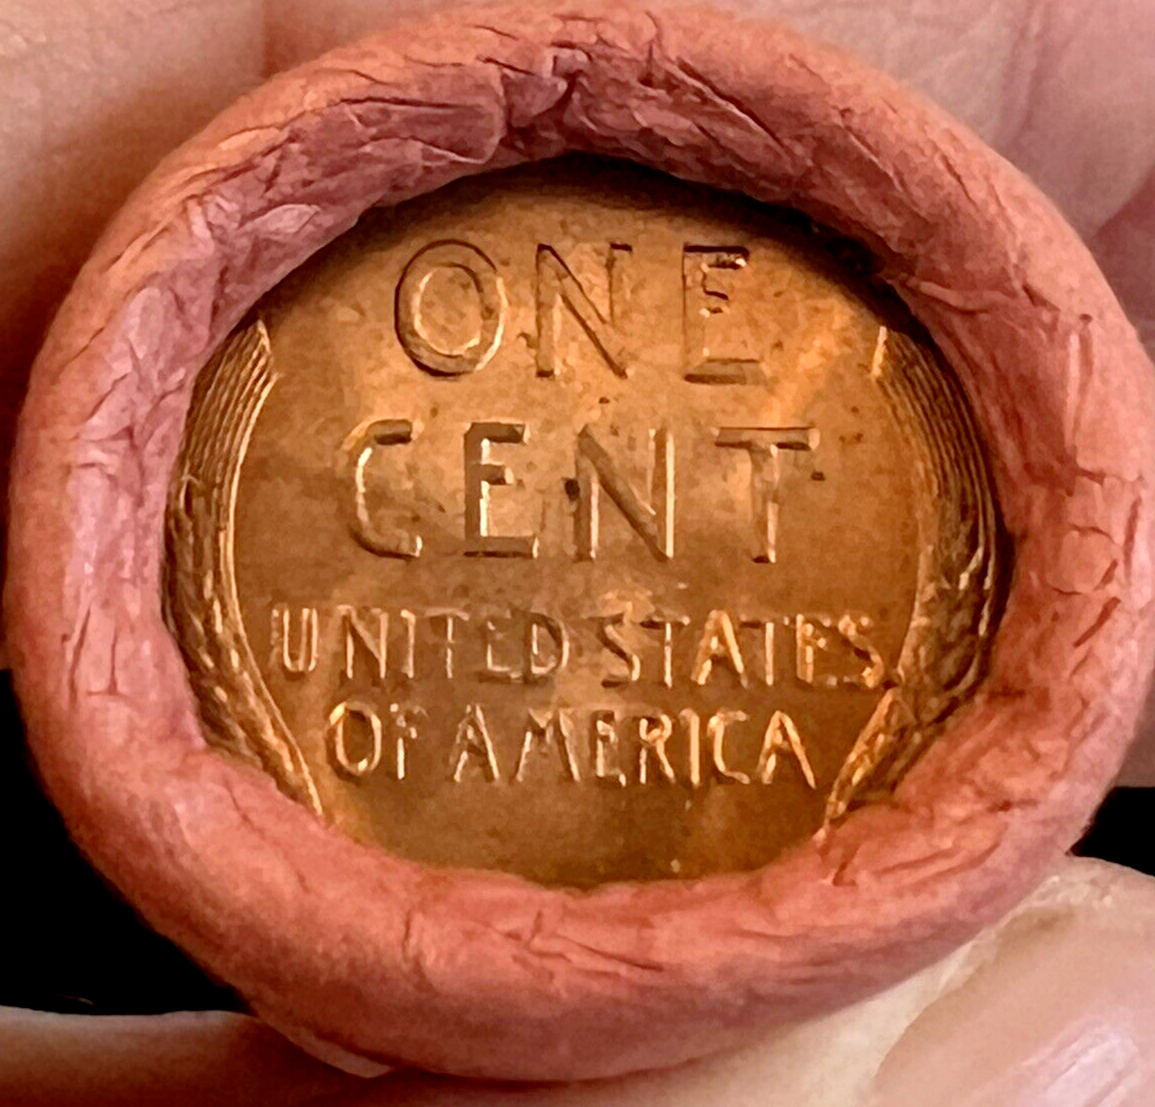 ONE
CENT
UNITED STATES
OF AMERICA